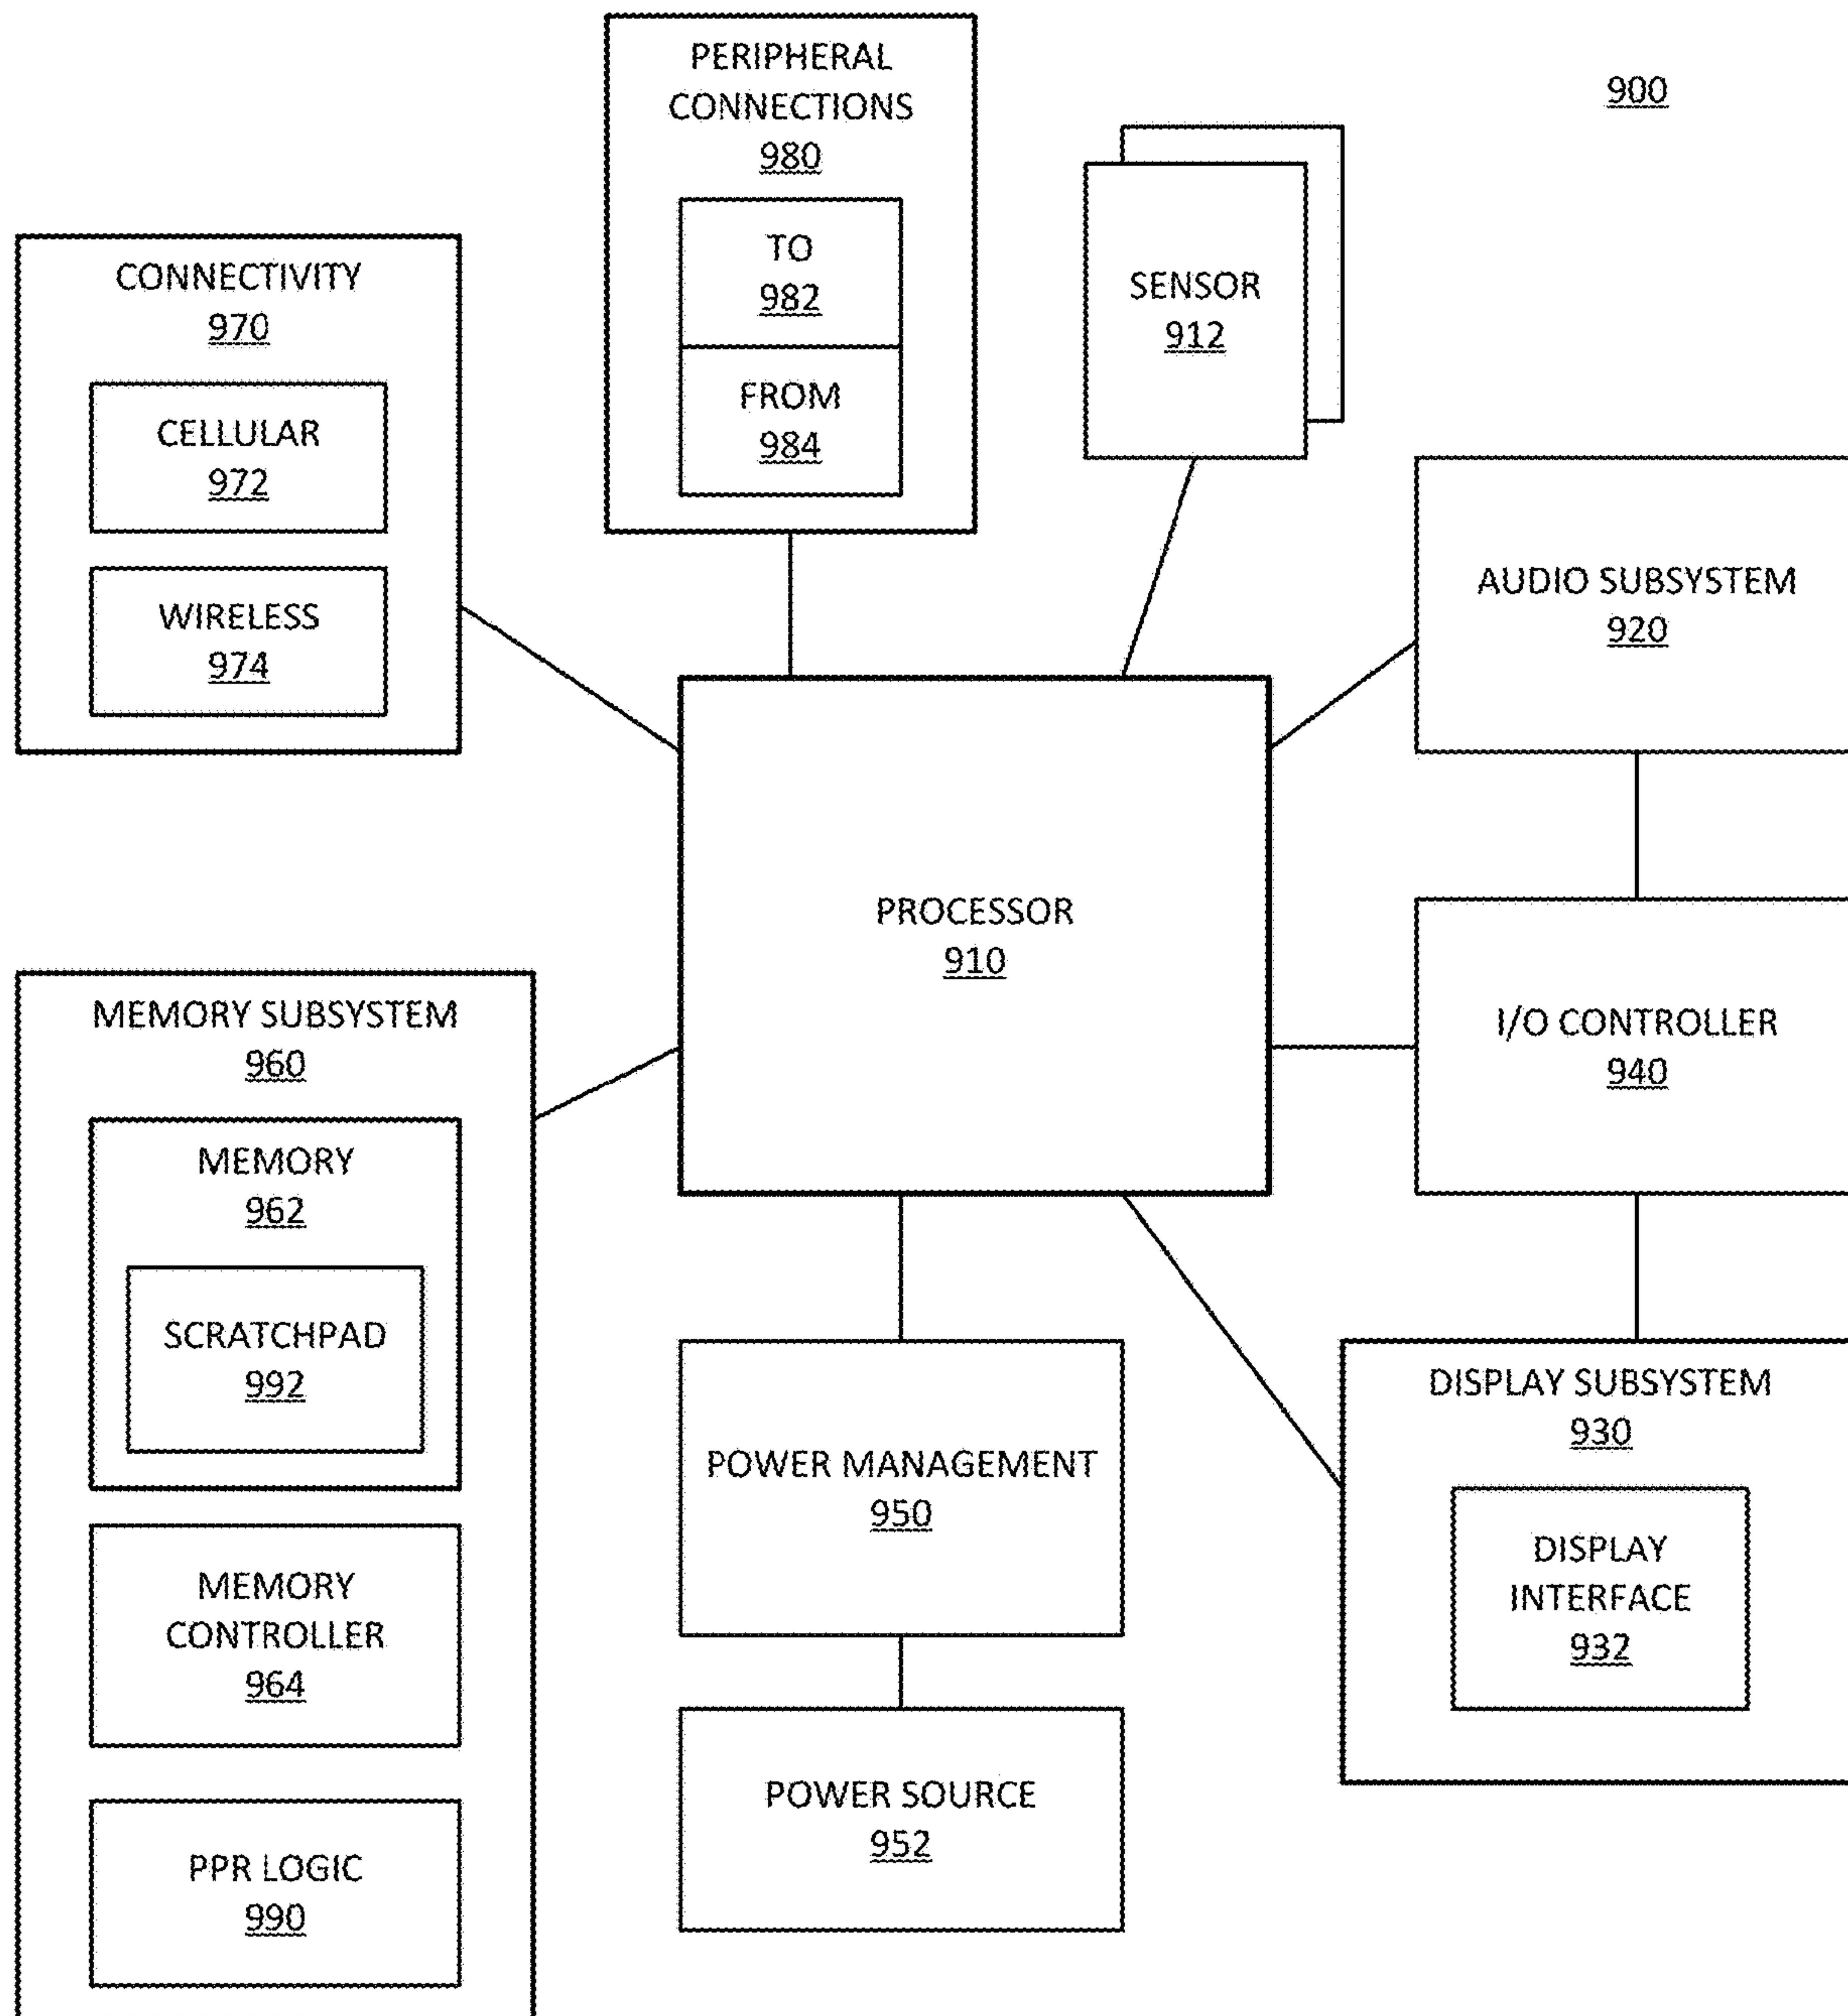 PERIPHERAL
CONNECTIONS
980
TO
982
FROM
984
900
SENSOR
912
CONNECTIVITY
970
CELLULAR
972
WIRELESS
974
AUDIO SUBSYSTEM
920
PROCESSOR
910
I/O CONTROLLER
940
MEMORY SUBSYSTEM
960
MEMORY
962
SCRATCHPAD
992
MEMORY
CONTROLLER
964
PPR LOGIC
990
POWER MANAGEMENT
950
POWER SOURCE
952
DISPLAY SUBSYSTEM
930
DISPLAY
INTERFACE
932